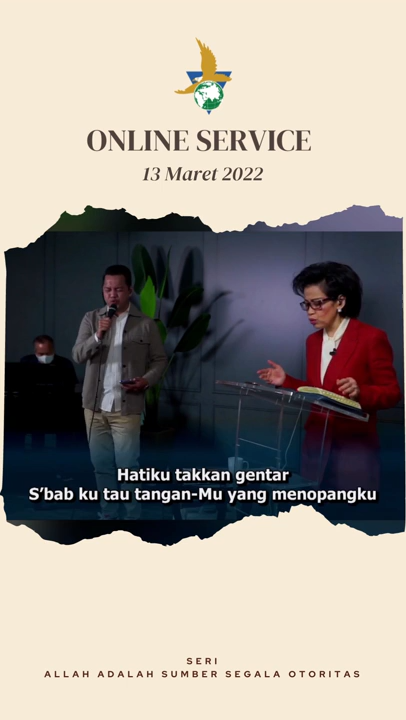 ONLINE SERVICE
13 Maret 2022
Hatiku takkan gentar
S'bab ku tau tangan-Mu yang menopangku
SERI
ALLAH ADALAH SUMBER SEGALA OTORITAS